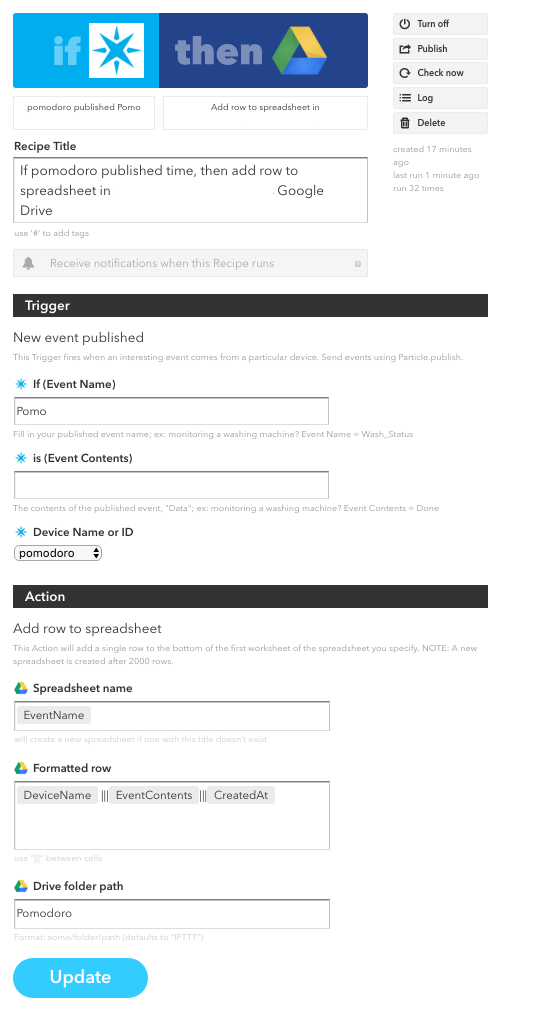 if then
pomodoro published Pomo
Add row to spreadsheet in
Recipe Title
If pomodoro published time, then add row to
spreadsheet in Google
Drive
use '#' to add tags
Receive notifications when this Recipe runs
Turn off
Publish
Check now
Log
Delete
created 17 minutes
ago
last run 1 minute ago
run 32 times
Trigger
New event published
This Trigger fires when an interesting event comes from a particular device. Send events using Particle.publish.
If (Event Name)
Pomo
Fill in your published event name; ex: monitoring a washing machine? Event Name = Wash_Status
is (Event Contents)
The contents of the published event, "Data"; ex: monitoring a washing machine? Event Contents = Done
Device Name or ID
pomodoro
Action
Add row to spreadsheet
This Action will add a single row to the bottom of the first worksheet of the spreadsheet you specify. NOTE: A new
spreadsheet is created after 2000 rows.
Spreadsheet name
EventName
will create a new spreadsheet if one with this title doesn't exist
Formatted row
DeviceName ||| EventContents ||| CreatedAt
use "|||" between cells
Drive folder path
Pomodoro
Format: some/folder/path (defaults to "IFTTT")
Update